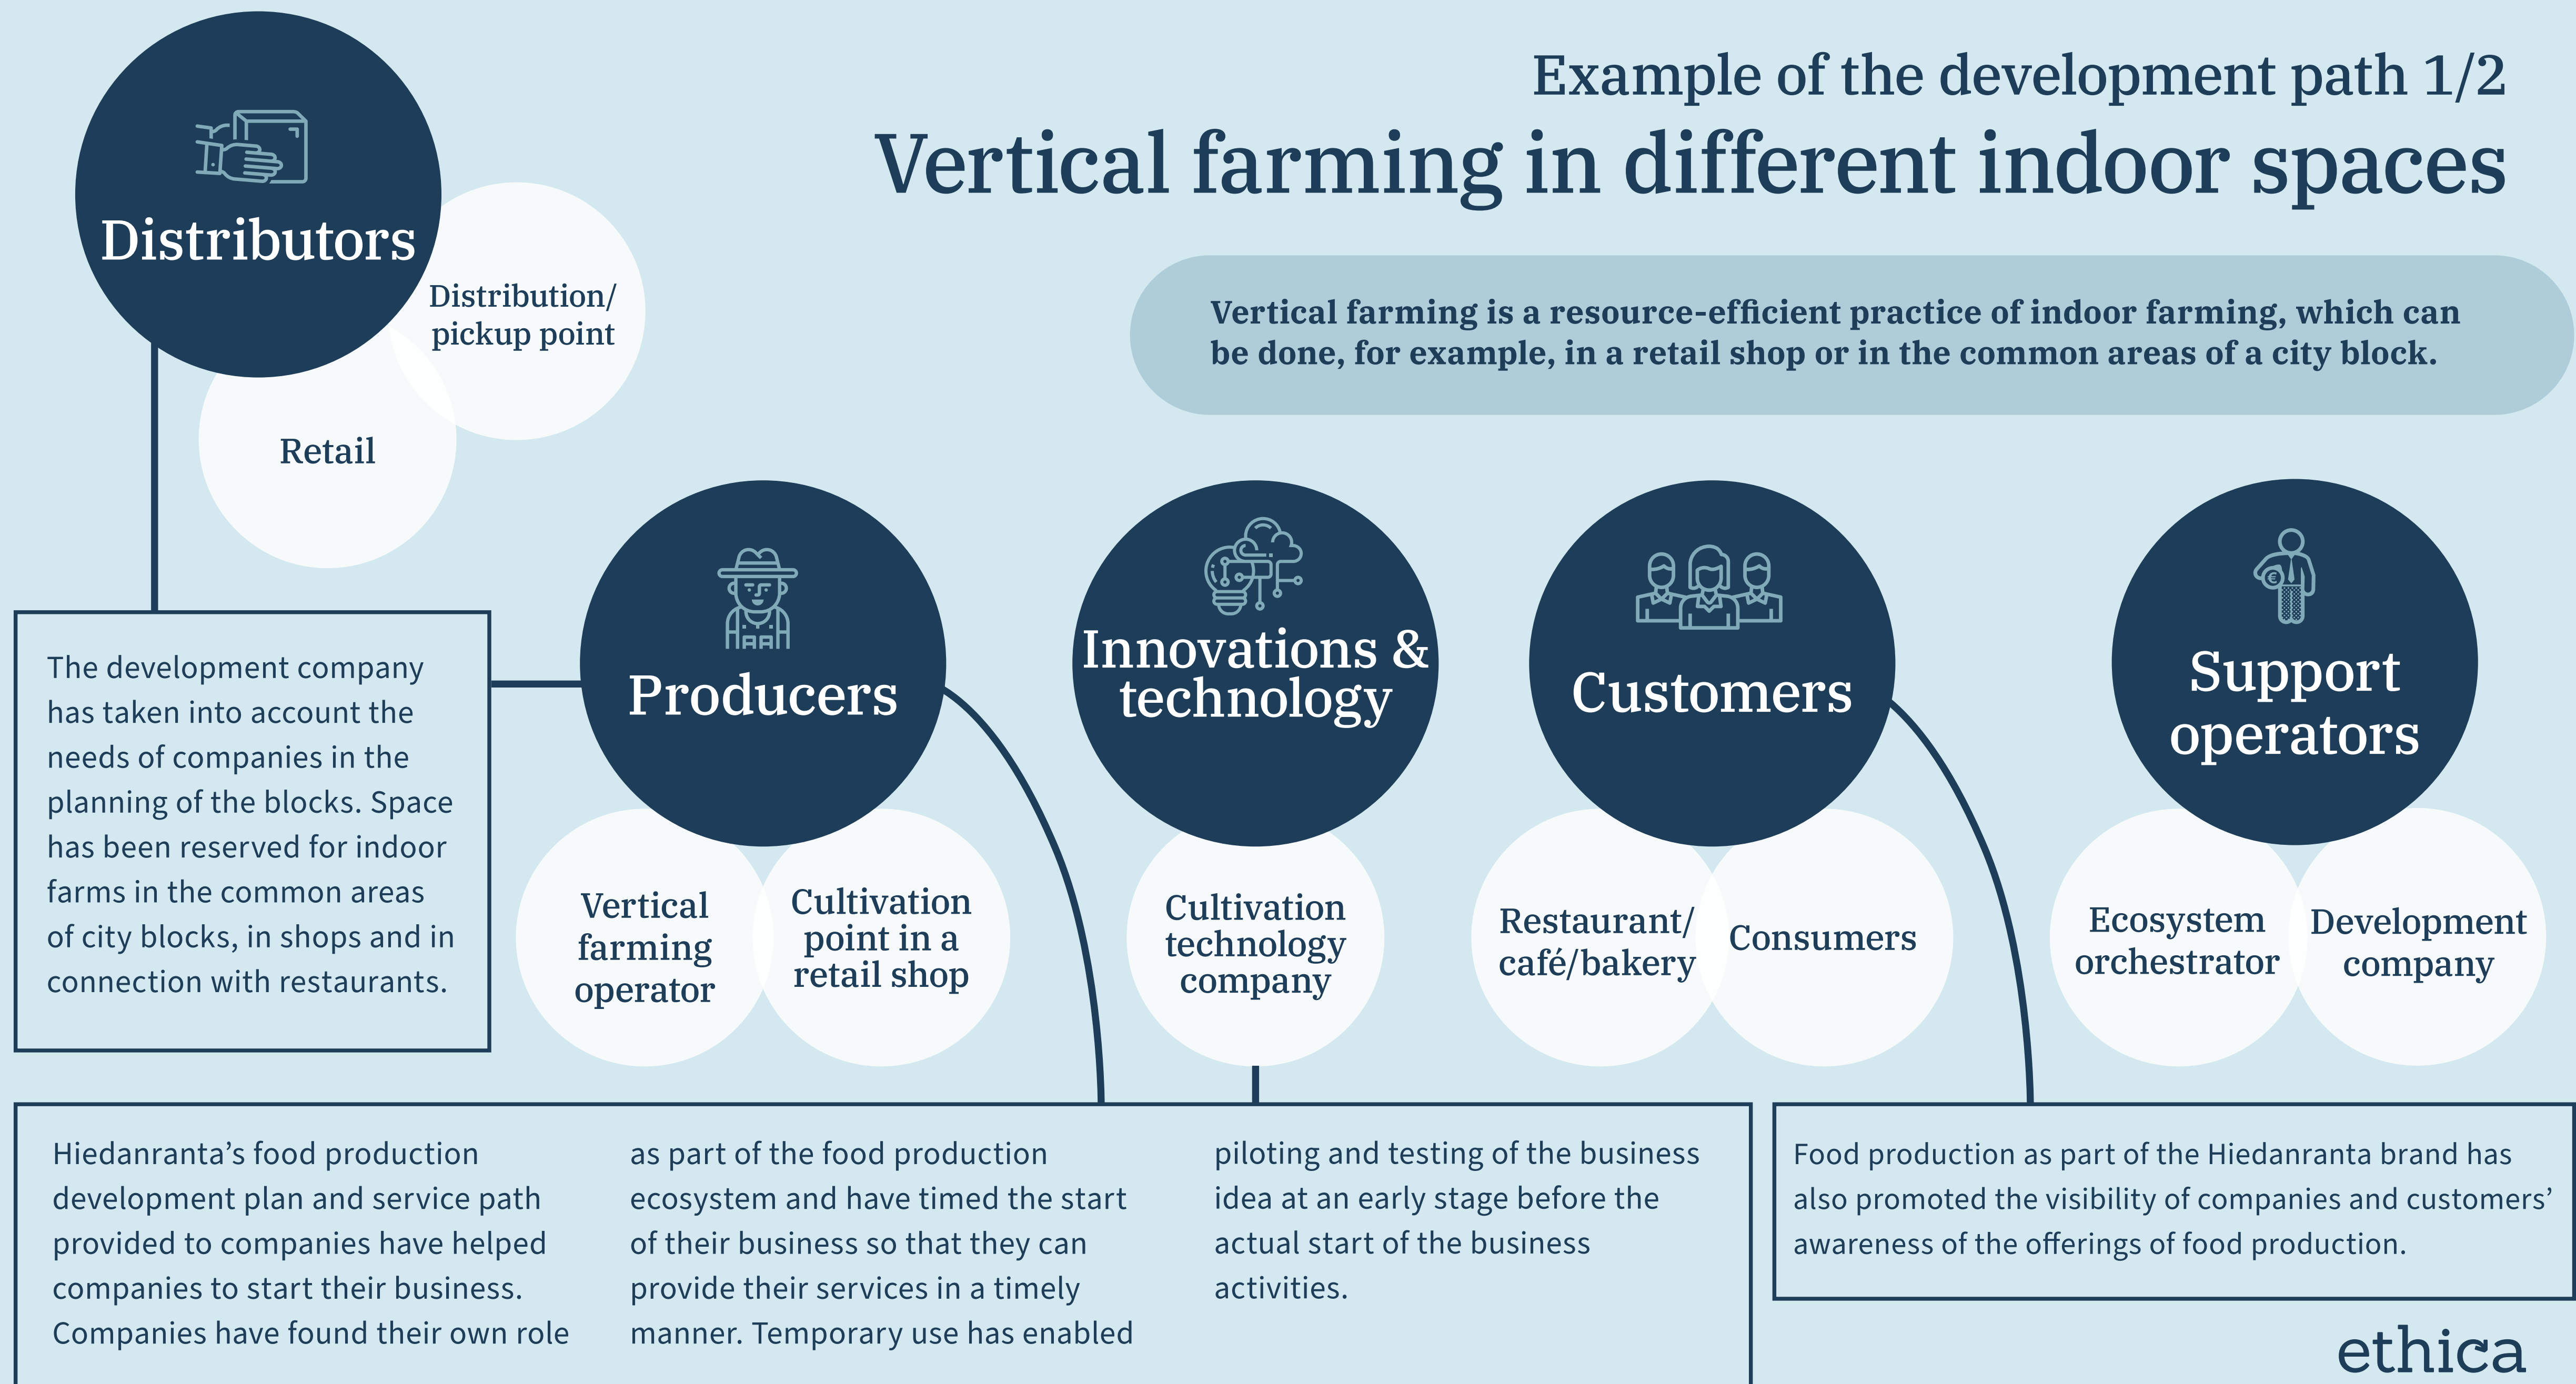 Example of the development path 1/2
Vertical farming in different indoor spaces
Vertical farming is a resource-efficient practice of indoor farming, which can
be done, for example, in a retail shop or in the common areas of a city block.
Distributors
Distribution/
pickup point
Retail
The development company
has taken into account the
needs of companies in the
planning of the blocks. Space
has been reserved for indoor
farms in the common areas
of city blocks, in shops and in
connection with restaurants.
Producers
Vertical
farming
operator
Cultivation
point in a
retail shop
Innovations &
technology
Cultivation
technology
company
Customers
Restaurant/
café/bakery
Consumers
€
Support
operators
Ecosystem
orchestrator
Development
company
Hiedanranta’s food production
development plan and service path
provided to companies have helped
companies to start their business.
Companies have found their own role
as part of the food production
ecosystem and have timed the start
of their business so that they can
provide their services in a timely
manner. Temporary use has enabled
piloting and testing of the business
idea at an early stage before the
actual start of the business
activities.
Food production as part of the Hiedanranta brand has
also promoted the visibility of companies and customers’
awareness of the offerings of food production.
ethica